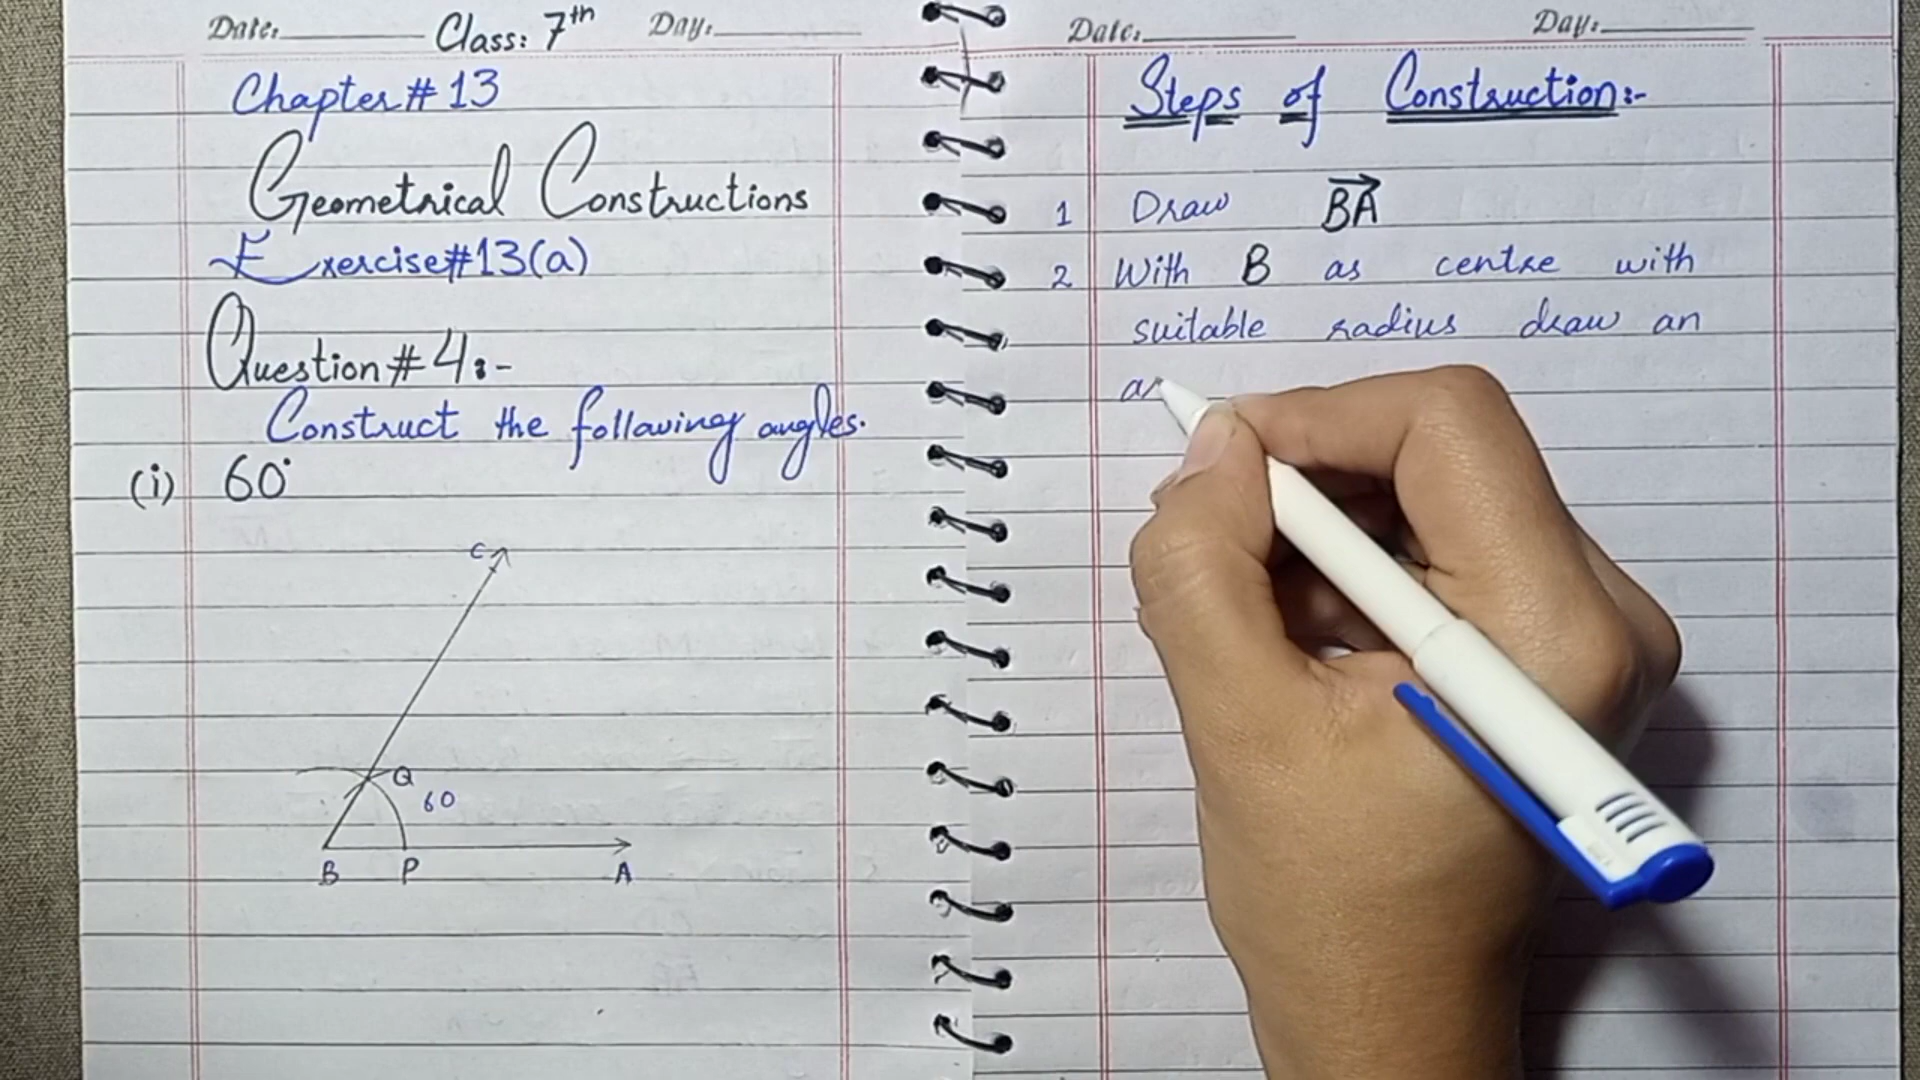 Date: Class: 7th Day:
Chapter # 13
Geometrical Constructions
Exercise#13(a)
Question # 4:-
Construct the following angles.
(i) 60°
C
Q
60
B P A
Date: Day:
Steps of Construction:-
1 Draw BA
2 With B as centre with
suitable radius draw an
ar